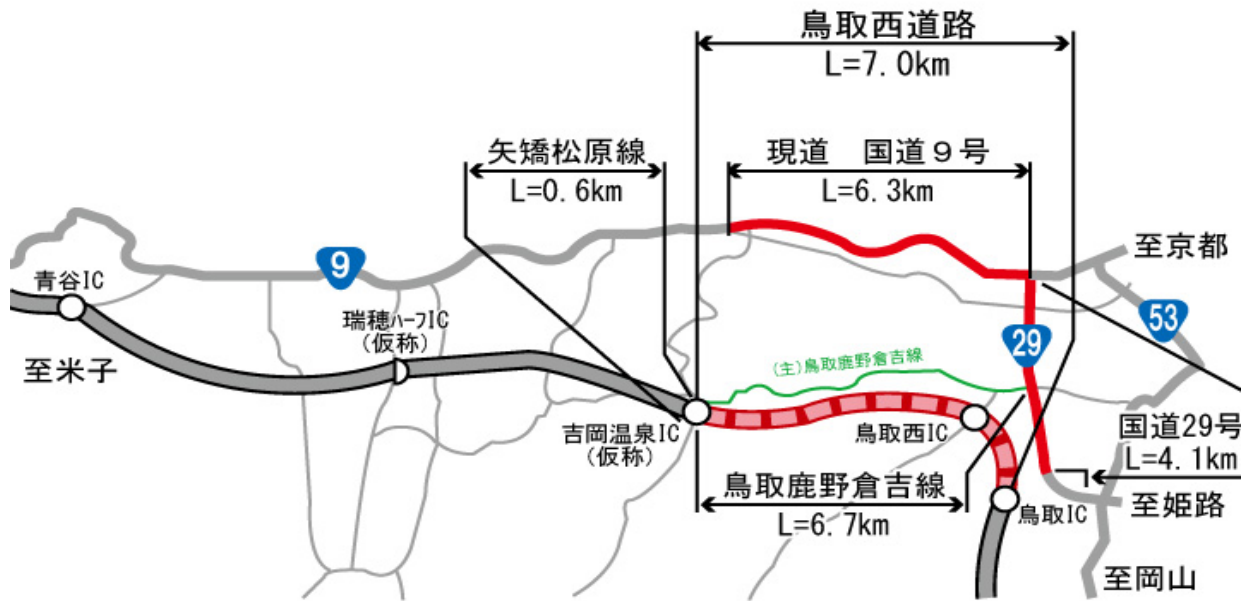 鳥取西道路
L=7.0km
矢矯松原線
L=0.6km
現道　国道９号
L=6.3km
至京都
9
53
青谷IC
瑞穂ﾊｰﾌIC
(仮称)
29
至米子
(主)鳥取鹿野倉吉線
吉岡温泉IC
(仮称)
鳥取西IC
国道29号
L=4.1km
鳥取鹿野倉吉線
L=6.7km
鳥取IC
至姫路
至岡山